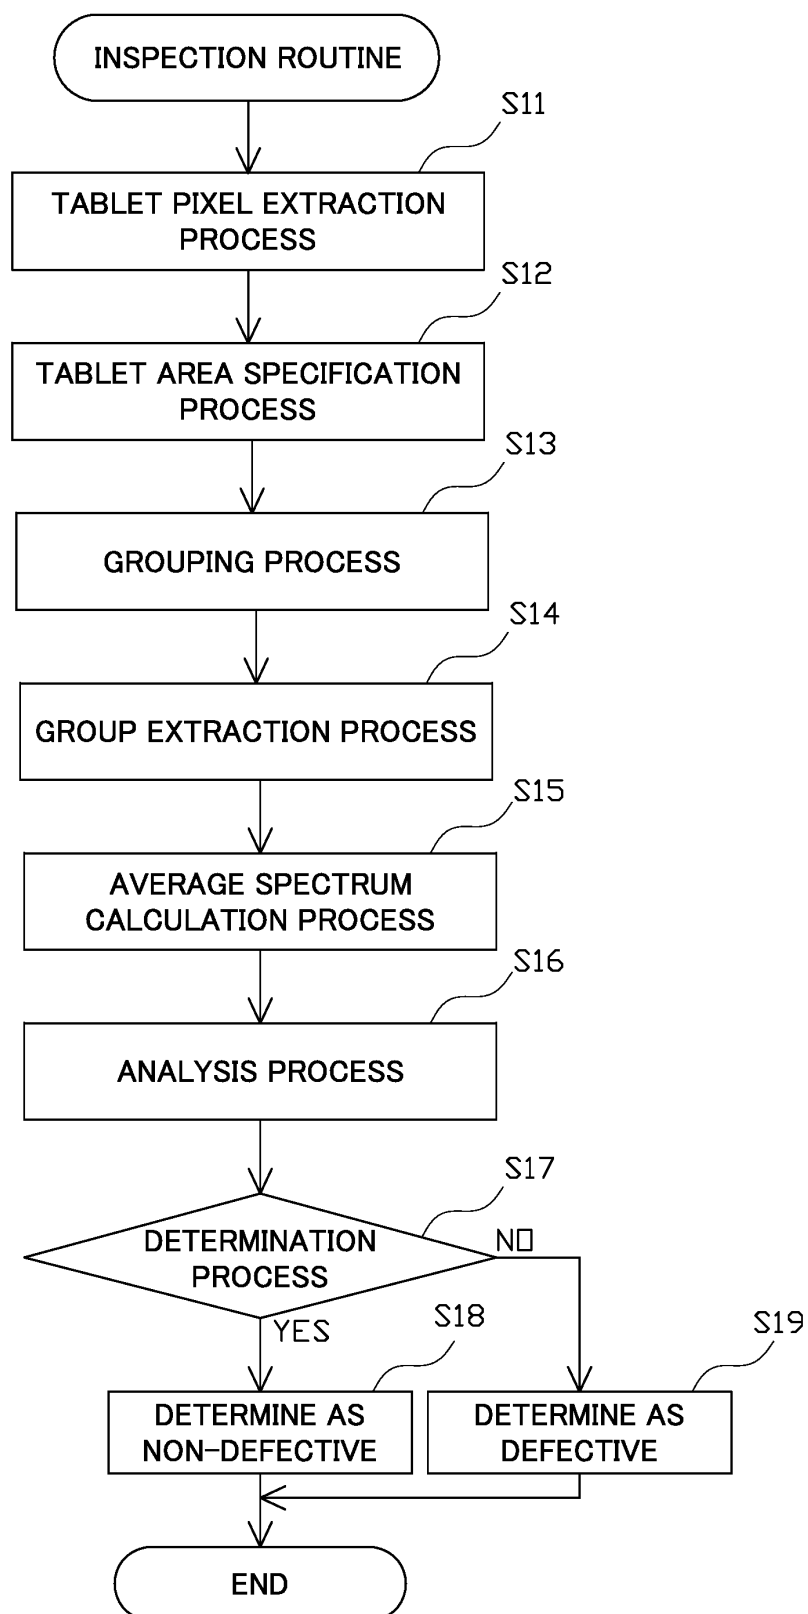 INSPECTION ROUTINE
S11
TABLET PIXEL EXTRACTION
PROCESS
S12
TABLET AREA SPECIFICATION
PROCESS
S13
GROUPING PROCESS
S14
GROUP EXTRACTION PROCESS
S15
AVERAGE SPECTRUM
CALCULATION PROCESS
S16
ANALYSIS PROCESS
S17
DETERMINATION
PROCESS
NO
YES
S18
DETERMINE AS
NON-DEFECTIVE
S19
DETERMINE AS
DEFECTIVE
END